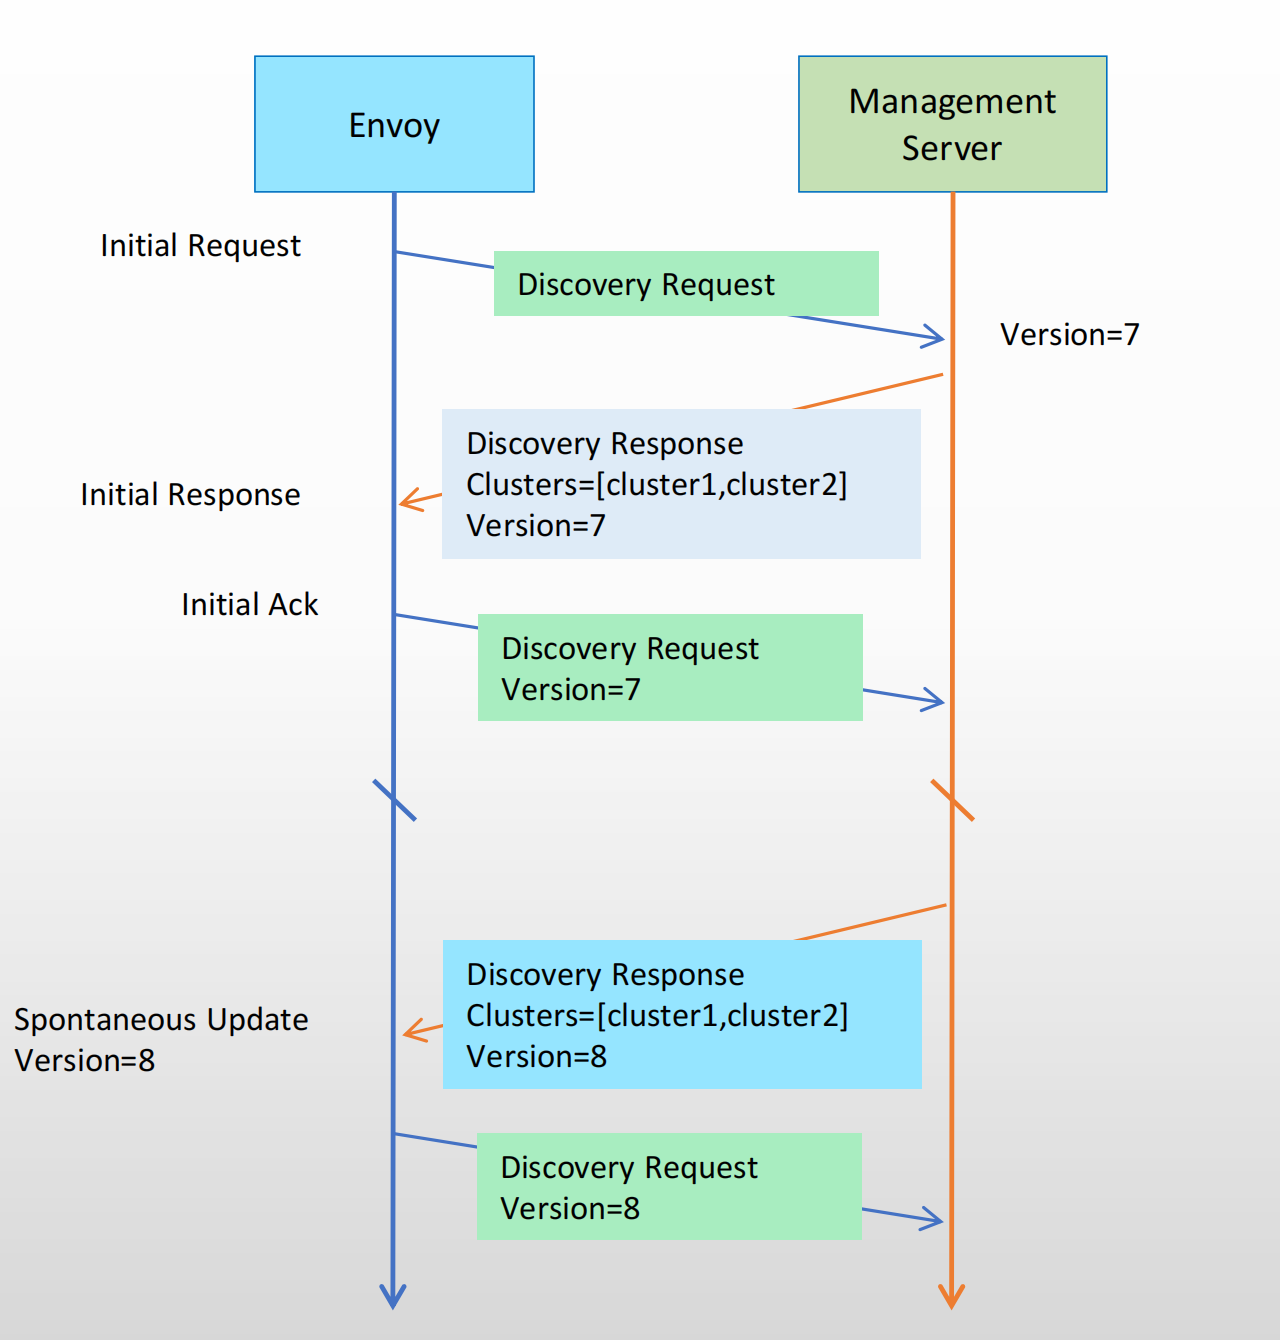 Envoy
Management
Server
Initial Request
Discovery Request
Version=7
Discovery Response
Clusters=[cluster1,cluster2]
Version=7
Initial Response
Initial Ack
Discovery Request
Version=7
Discovery Response
Clusters=[cluster1,cluster2]
Version=8
Spontaneous Update
Version=8
Discovery Request
Version=8